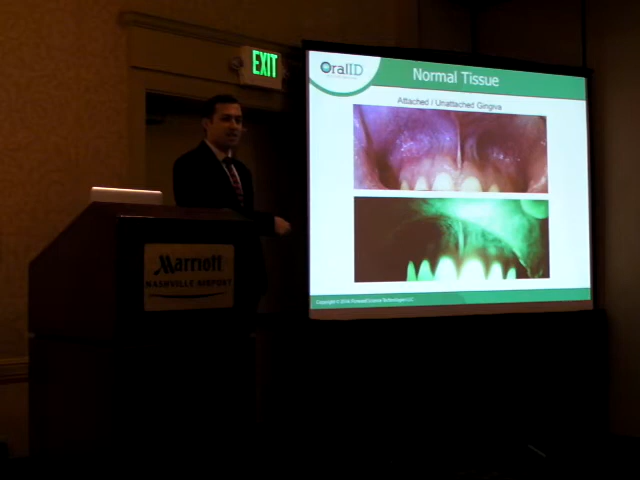 EXIT
OralID
Normal Tissue
Attached / Unattached Gingiva
Marriott
NASHVILLE AIRPORT